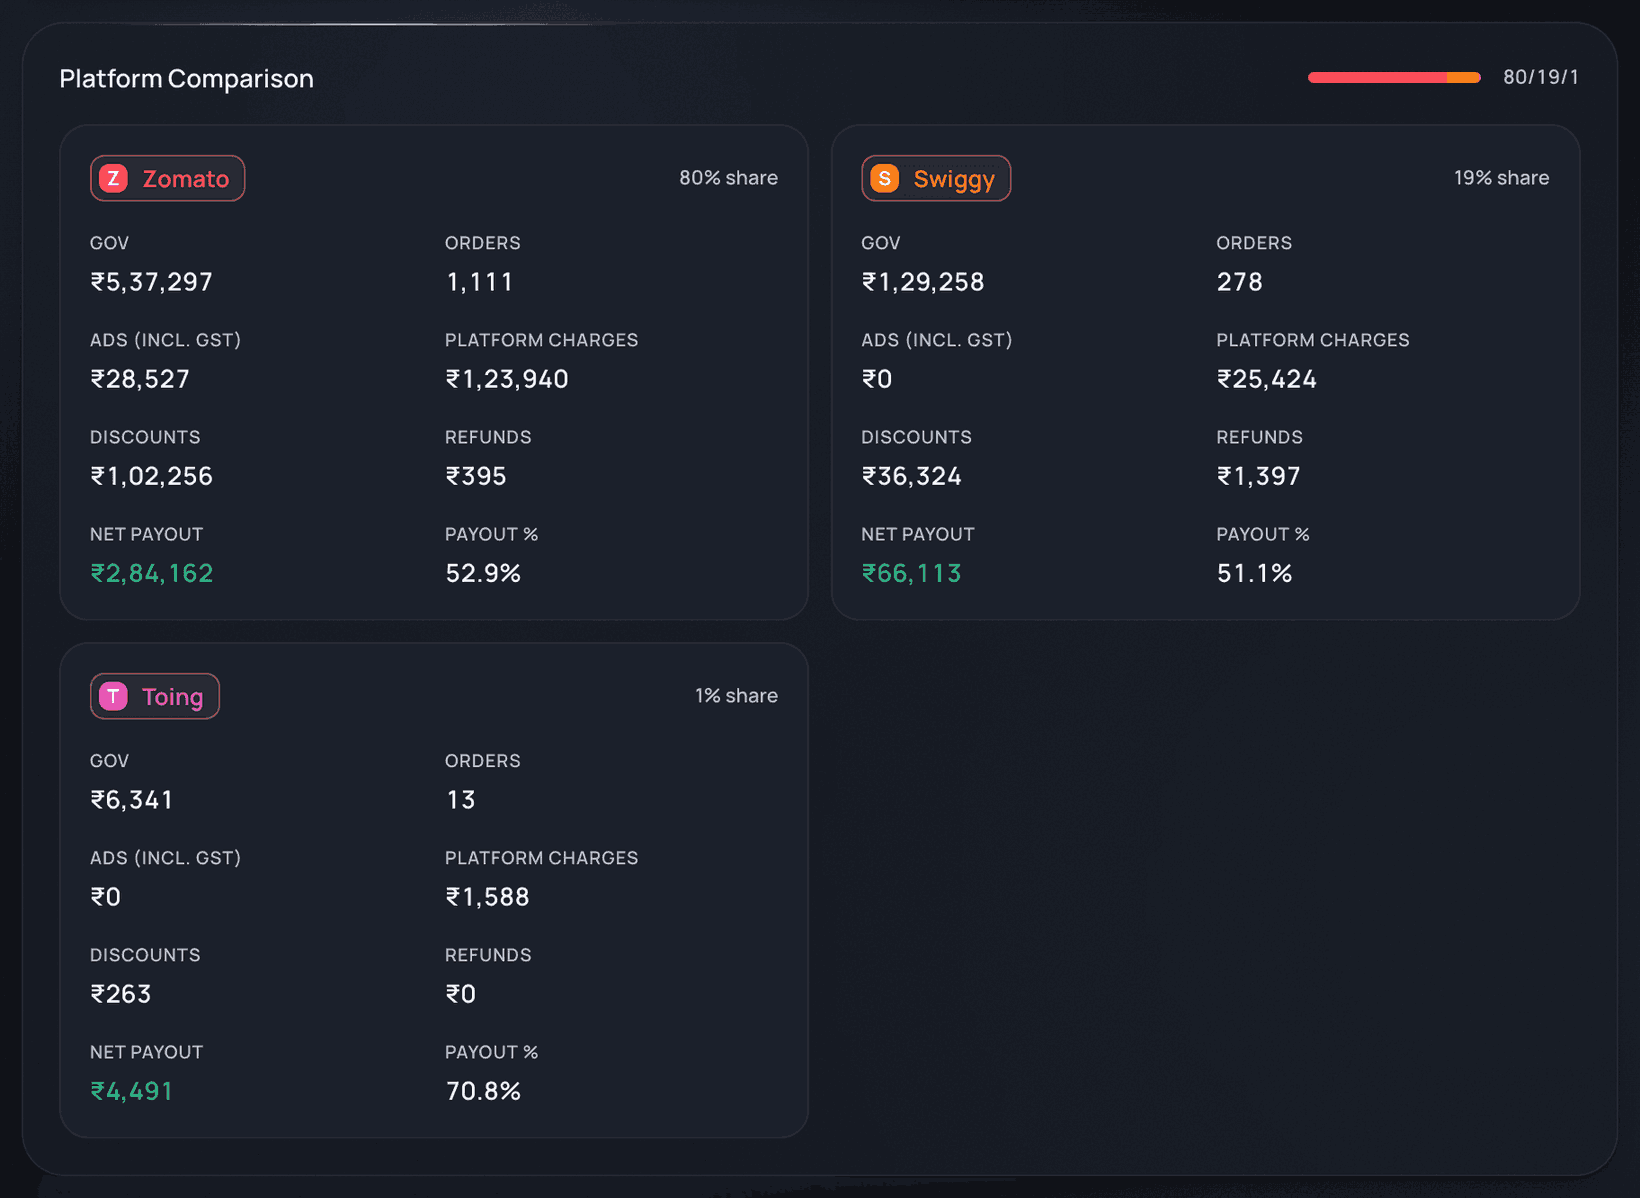 Platform Comparison
80/19/1
Z Zomato
80% share
GOV
ORDERS
₹5,37,297
1,111
ADS (INCL. GST)
PLATFORM CHARGES
₹28,527
₹1,23,940
DISCOUNTS
REFUNDS
₹1,02,256
₹395
NET PAYOUT
PAYOUT %
₹2,84,162
52.9%
S Swiggy
19% share
GOV
ORDERS
₹1,29,258
278
ADS (INCL. GST)
PLATFORM CHARGES
₹0
₹25,424
DISCOUNTS
REFUNDS
₹36,324
₹1,397
NET PAYOUT
PAYOUT %
₹66,113
51.1%
T Toing
1% share
GOV
ORDERS
₹6,341
13
ADS (INCL. GST)
PLATFORM CHARGES
₹0
₹1,588
DISCOUNTS
REFUNDS
₹263
₹0
NET PAYOUT
PAYOUT %
₹4,491
70.8%